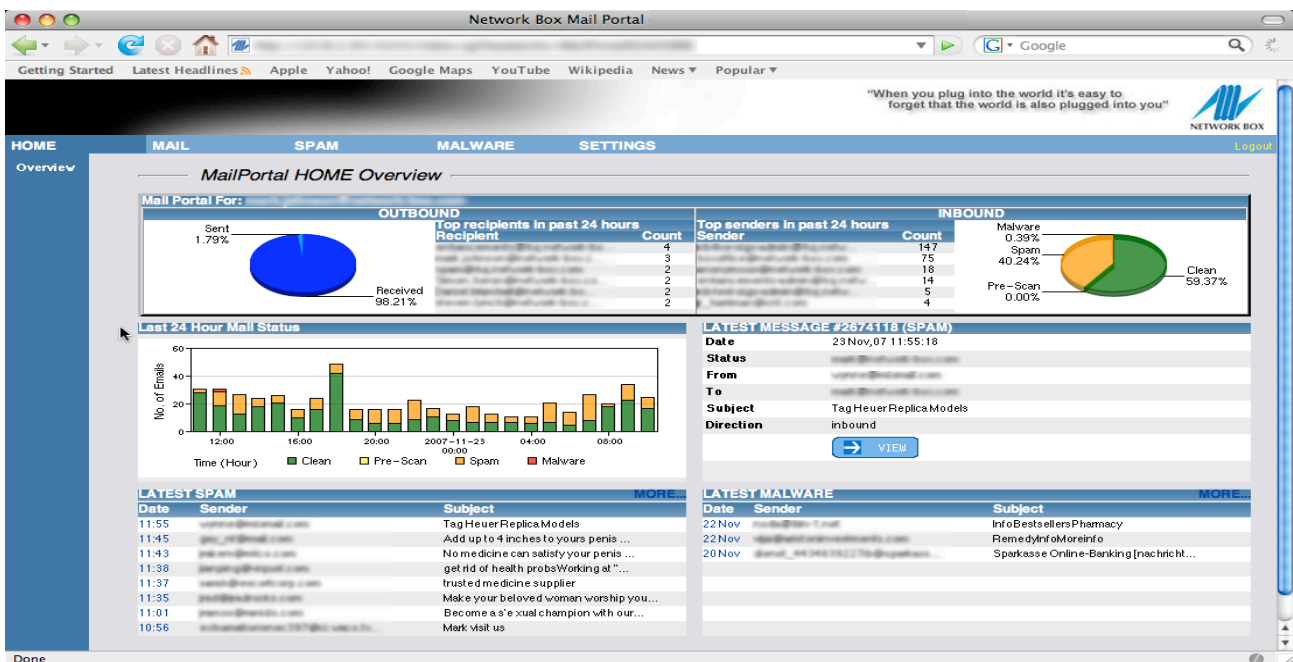 Network Box Mail Portal
Google
Getting Started Latest Headlines Apple Yahoo! Google Maps YouTube Wikipedia News Popular
"When you plug into the world it's easy to
forget that the world is also plugged into you"
NETWORK BOX
HOME MAIL SPAM MALWARE SETTINGS Logout
Overview
MailPortal HOME Overview
Mail Portal For:
OUTBOUND
Sent
1.79%
Received
98.21%
Top recipients in past 24 hours
Recipient Count
4
3
2
2
2
2
INBOUND
Top senders in past 24 hours
Sender Count
147
75
18
14
5
4
Malware
0.39%
Spam
40.24%
Pre-Scan
0.00%
Clean
59.37%
Last 24 Hour Mail Status
No. of Emails
60
40
20
0
12:00 16:00 20:00 2007-11-23 04:00 08:00
00:00
Time (Hour) Clean Pre-Scan Spam Malware
LATEST MESSAGE #2674118 (SPAM)
Date 23 Nov, 07 11:55:18
Status
From
To
Subject Tag Heuer Replica Models
Direction inbound
VIEW
LATEST SPAM MORE...
Date Sender Subject
11:55 Tag Heuer Replica Models
11:45 Add up to 4 inches to yours penis ...
11:43 No medicine can satisfy your penis ...
11:38 get rid of health probsWorking at "...
11:37 trusted medicine supplier
11:35 Make your beloved woman worship you...
11:01 Become a s'e xual champion with our...
10:56 Mark visit us
LATEST MALWARE MORE...
Date Sender Subject
22 Nov InfoBestsellersPharmacy
22 Nov RemedyInfoMoreinfo
20 Nov Sparkasse Online-Banking [nachricht...
Done